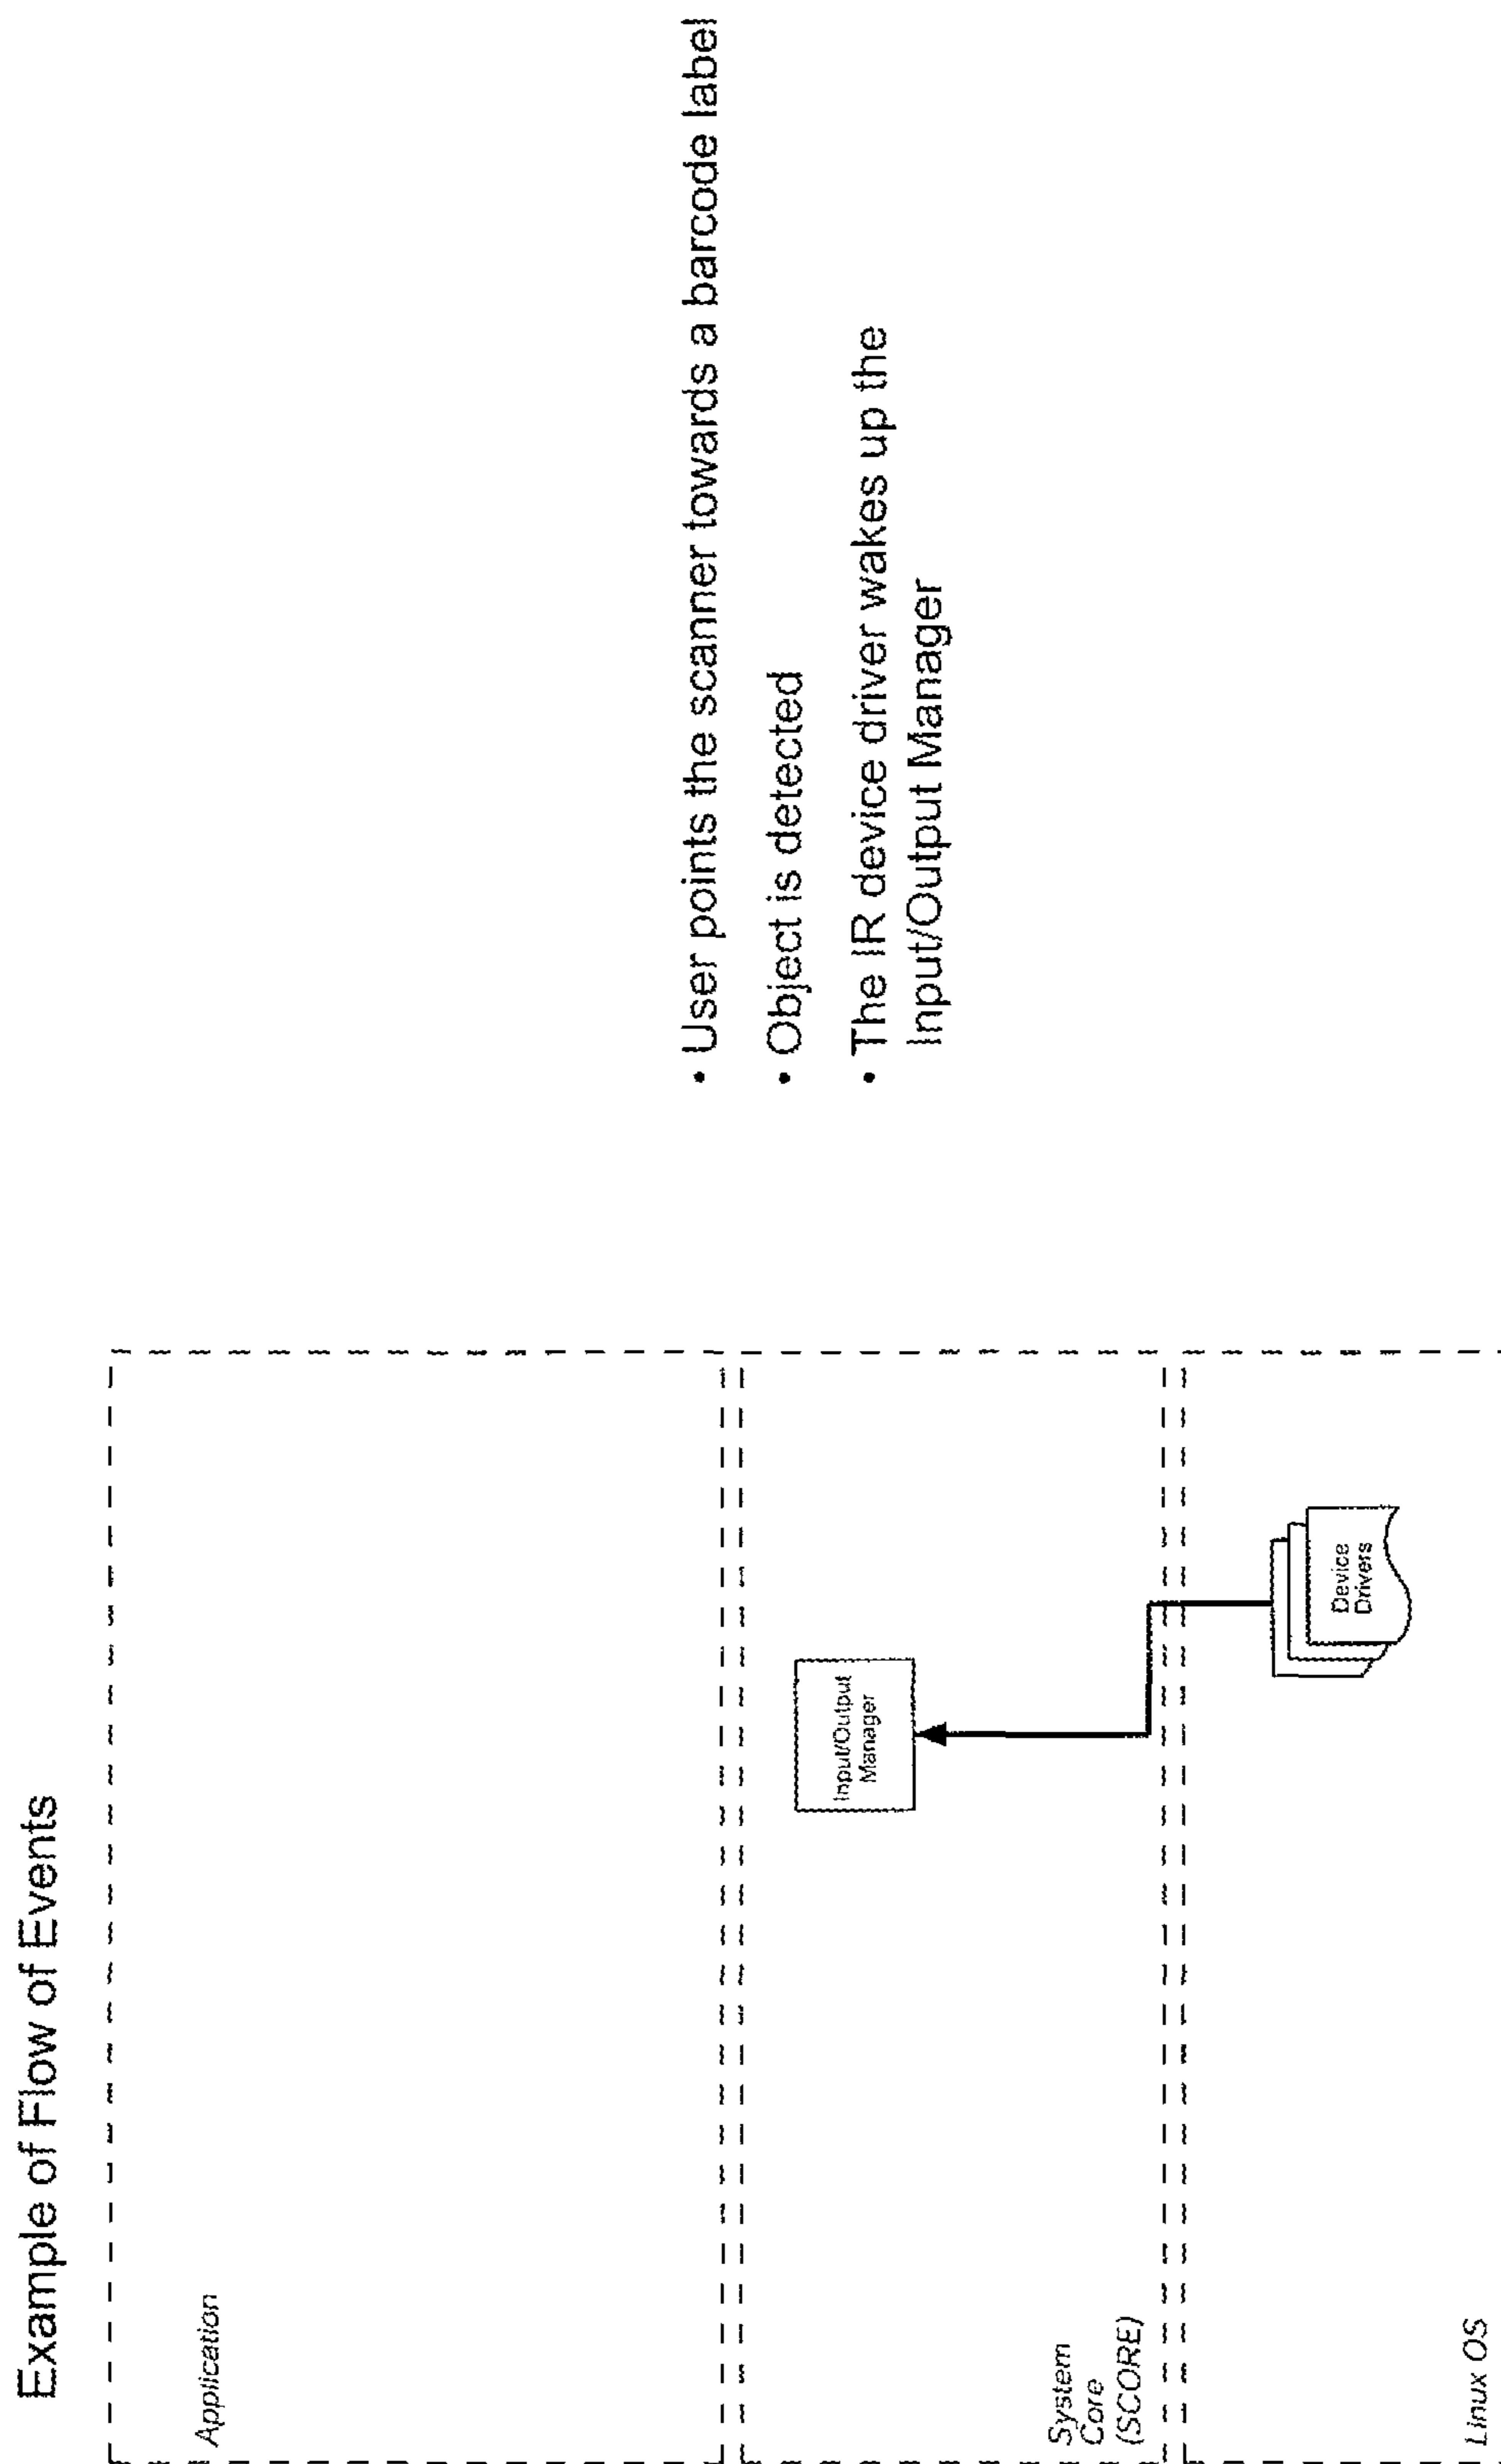 Example of Flow of Events
Application
Input/Output
Manager
System
Core
(SCORE)
Device
Drivers
Linux OS
• User points the scanner towards a barcode label
• Object is detected
• The IR device driver wakes up the
Input/Output Manager